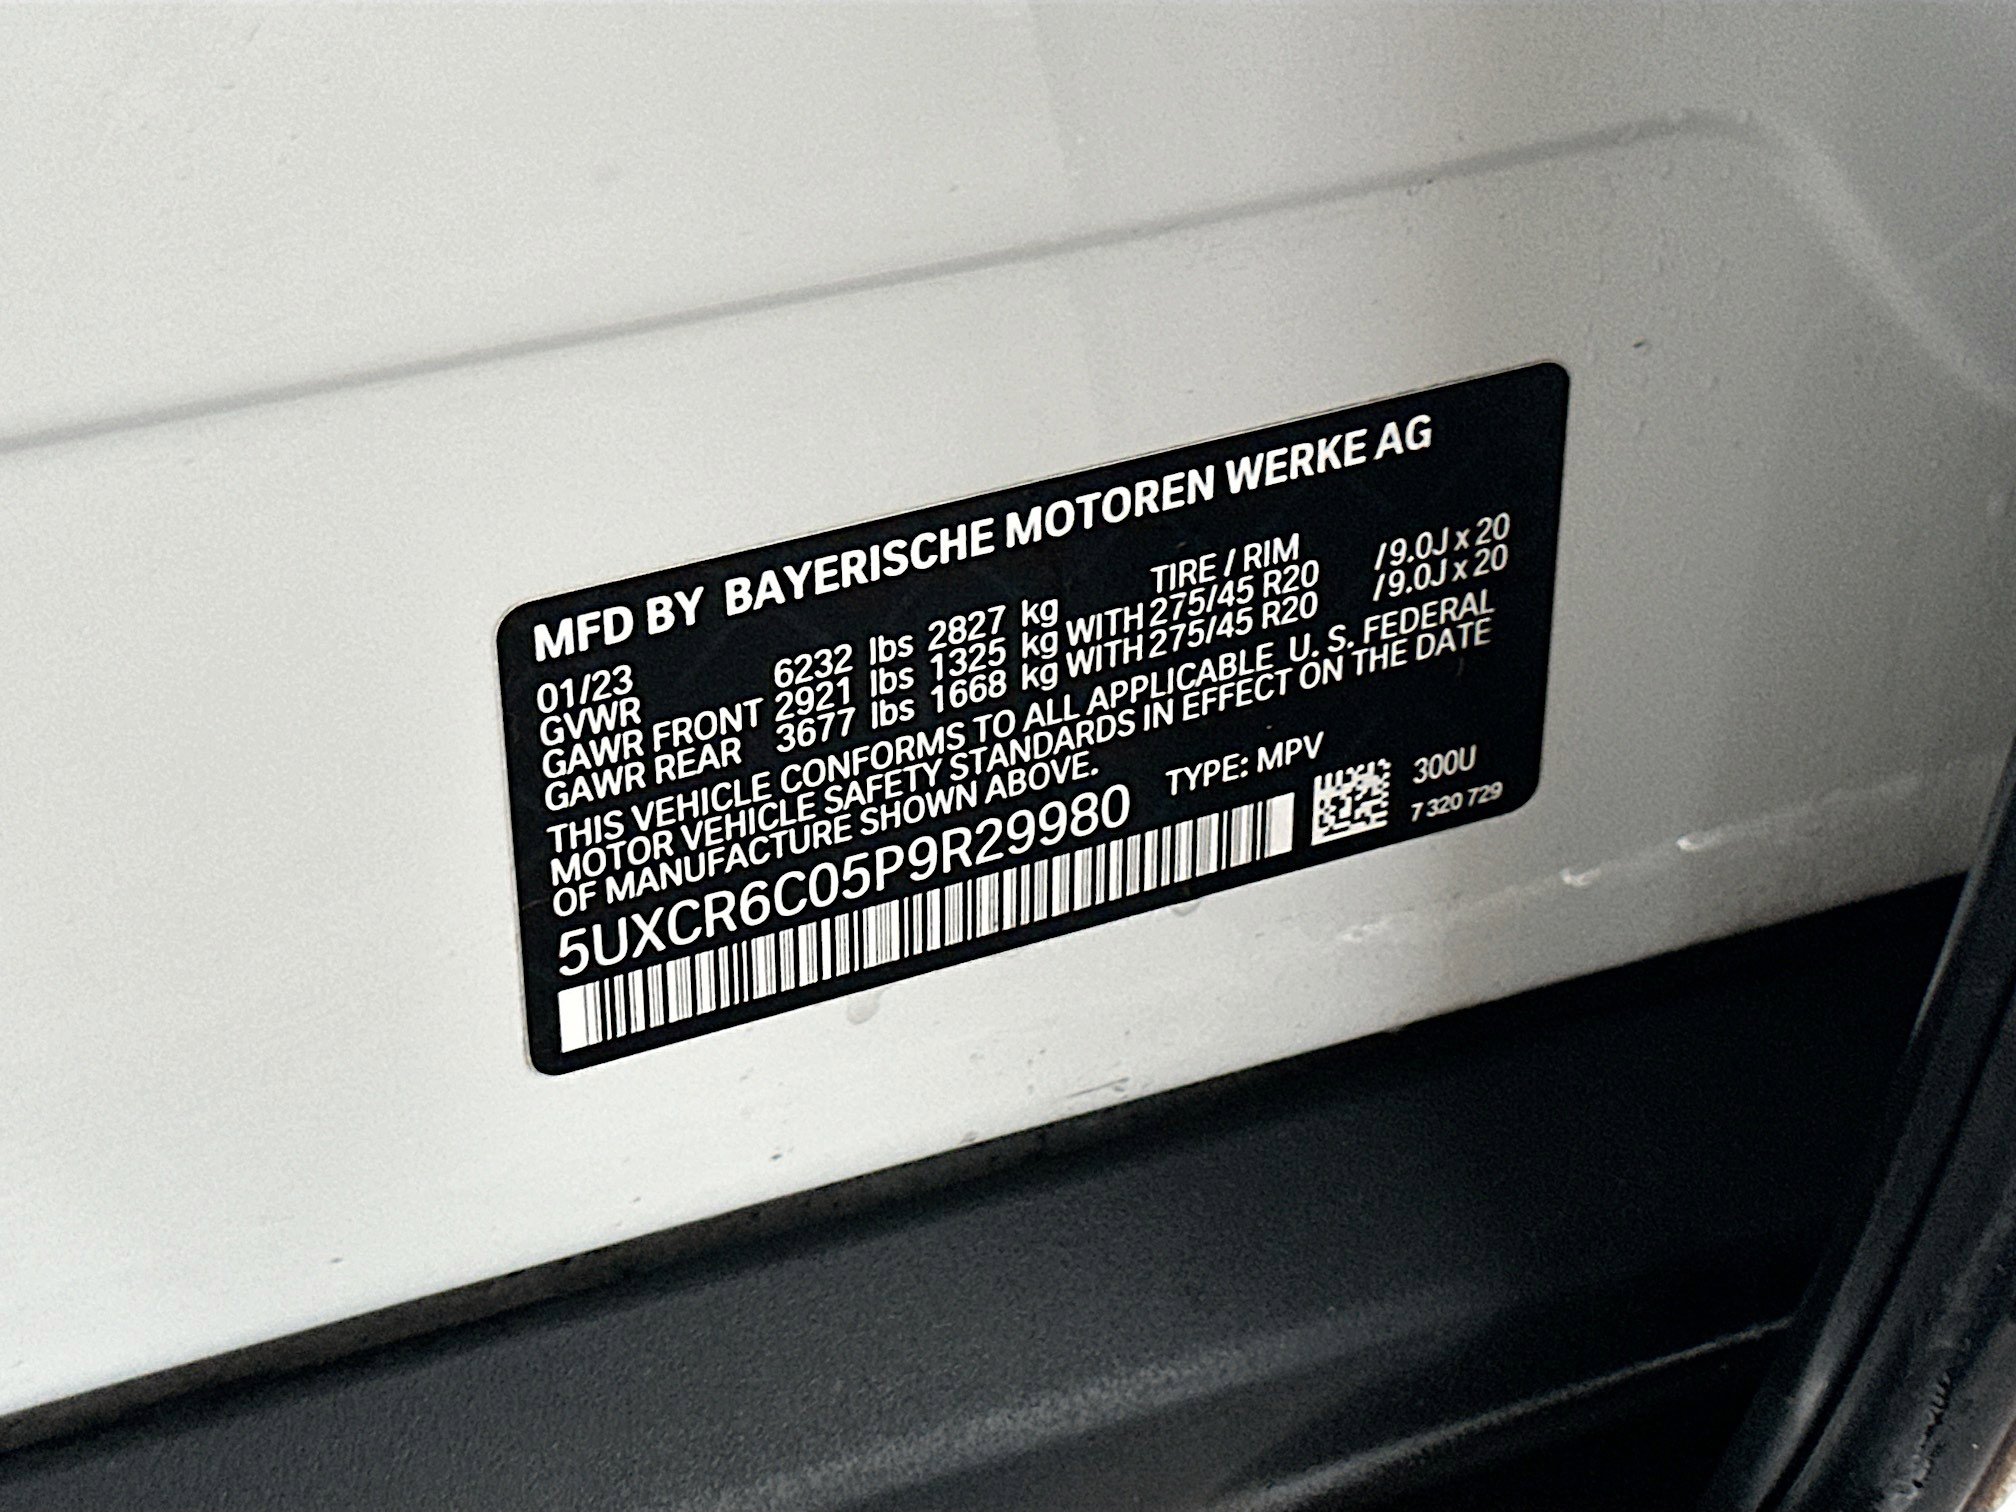 MFD BY BAYERISCHE MOTOREN WERKE AG
01/23 TIRE / RIM
GVWR 6232 lbs 2827 kg
GAWR FRONT 2921 lbs 1325 kg WITH 275/45 R20 /9.0J x 20
GAWR REAR 3677 lbs 1668 kg WITH 275/45 R20 /9.0J x 20
THIS VEHICLE CONFORMS TO ALL APPLICABLE U. S. FEDERAL
MOTOR VEHICLE SAFETY STANDARDS IN EFFECT ON THE DATE
OF MANUFACTURE SHOWN ABOVE.
5UXCR6C05P9R29980 TYPE: MPV
300U
7 320 729